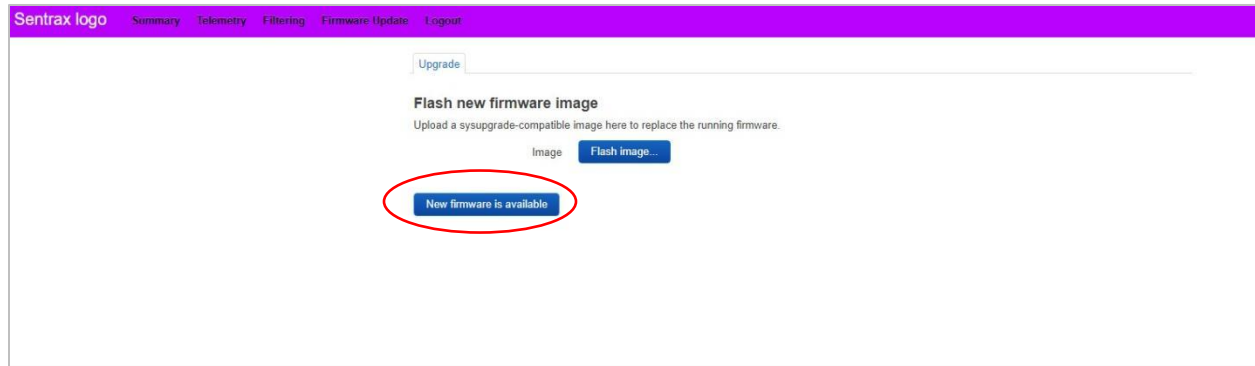 Sentrax logo Summary Telemetry Filtering Firmware Update Logout
Upgrade
Flash new firmware image
Upload a sysupgrade-compatible image here to replace the running firmware.
Image Flash image...
New firmware is available